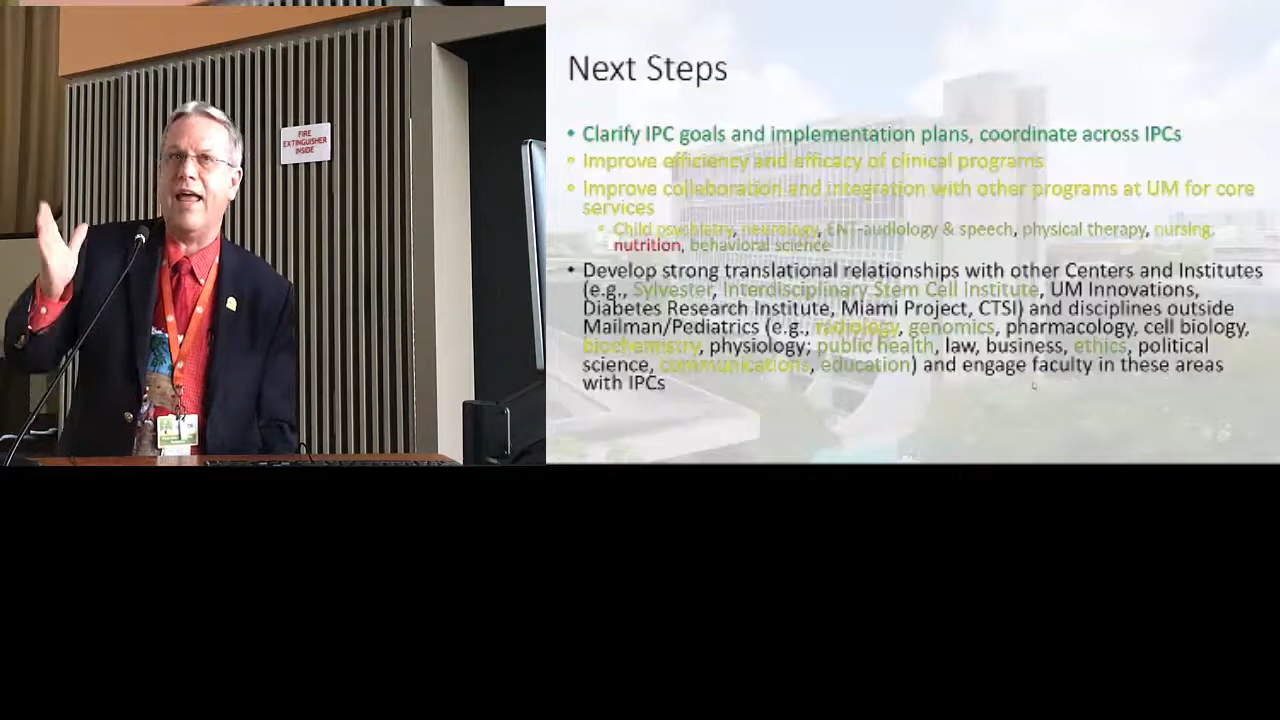 FIRE
EXTINGUISHER
INSIDE
Next Steps
• Clarify IPC goals and implementation plans, coordinate across IPCs
• Improve efficiency and efficacy of clinical programs
• Improve collaboration and integration with other programs at UM for core
services
• Child psychiatry, neurology, ENT-audiology & speech, physical therapy, nursing,
nutrition, behavioral science
• Develop strong translational relationships with other Centers and Institutes
(e.g., Sylvester, Interdisciplinary Stem Cell Institute, UM Innovations,
Diabetes Research Institute, Miami Project, CTSI) and disciplines outside
Mailman/Pediatrics (e.g., radiology, genomics, pharmacology, cell biology,
biochemistry, physiology; public health, law, business, ethics, political
science, communications, education) and engage faculty in these areas
with IPCs